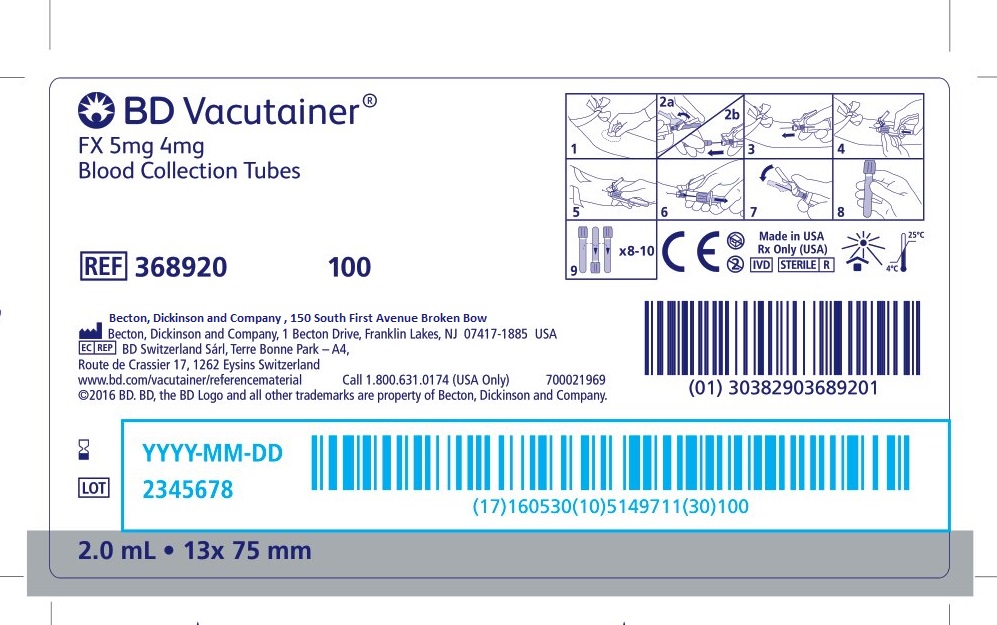 BD Vacutainer®
FX 5mg 4mg
Blood Collection Tubes
REF 368920 100
1 2a 2b 3 4
5 6 7 8
9 x8-10
CE
2
Made in USA
Rx Only (USA)
IVD STERILE R
25°C
4°C
Becton, Dickinson and Company , 150 South First Avenue Broken Bow
Becton, Dickinson and Company, 1 Becton Drive, Franklin Lakes, NJ 07417-1885 USA
EC REP BD Switzerland Sárl, Terre Bonne Park – A4,
Route de Crassier 17, 1262 Eysins Switzerland
www.bd.com/vacutainer/referencematerial Call 1.800.631.0174 (USA Only) 700021969
©2016 BD. BD, the BD Logo and all other trademarks are property of Becton, Dickinson and Company.
(01) 30382903689201
YYYY-MM-DD
LOT 2345678
(17)160530(10)5149711(30)100
2.0 mL • 13x 75 mm